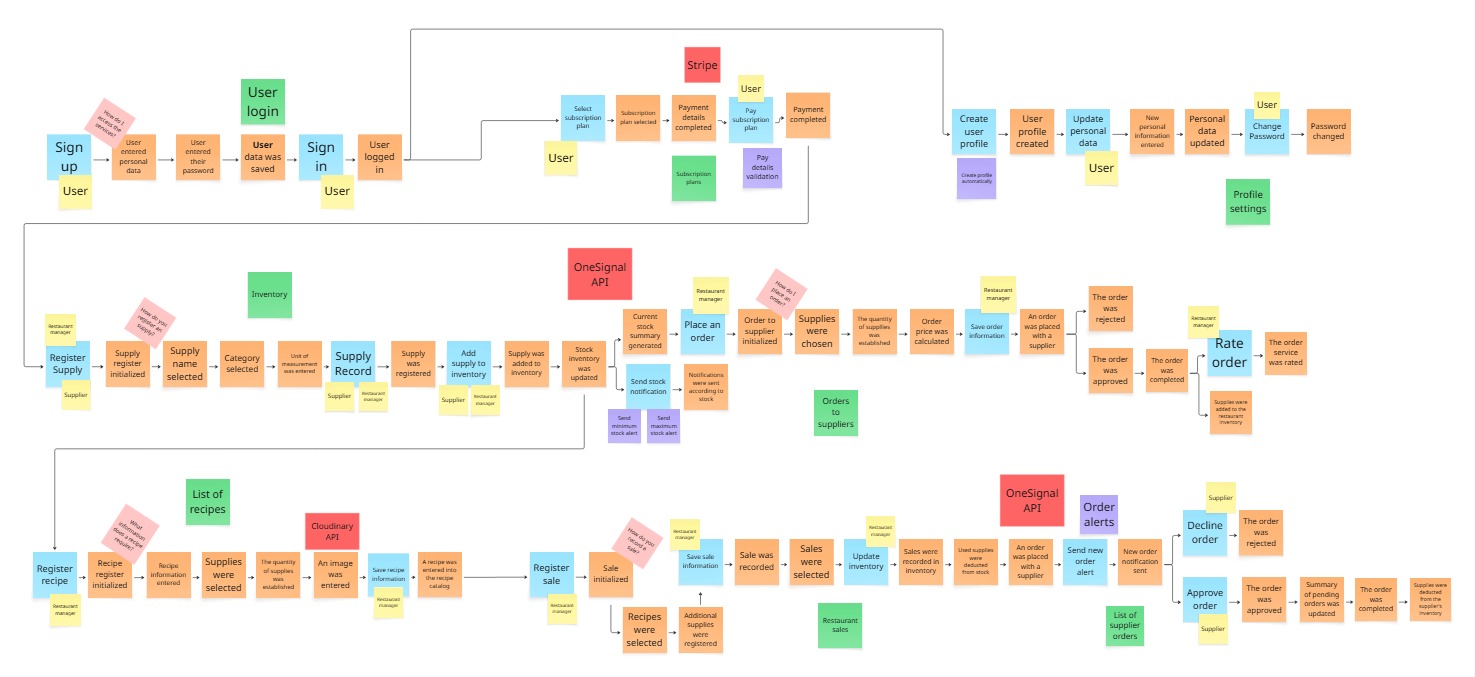 Stripe
User
login
User
How do I
access the
services?
Sign
up
User
User
entered
personal
data
User
entered
their
password
User
data was
saved
Sign
in
User
User
logged
in
Select
subscription
plan
User
Subscription
plan selected
Payment
details
completed
Subscription
plans
Pay
subscription
plan
Pay
details
validation
Payment
completed
Create
user
profile
Create profile
automatically
User
profile
created
Update
personal
data
User
New
personal
information
entered
Personal
data
updated
User
Change
Password
Password
changed
Profile
settings
OneSignal
API
Inventory
Restaurant
manager
Register
Supply
Supplier
How do you
register an
supply?
Supply
register
initialized
Supply
name
selected
Category
selected
Unit of
measurement
was entered
Supply
Record
Supplier
Restaurant
manager
Supply
was
registered
Add
supply to
inventory
Supplier
Restaurant
manager
Supply was
added to
inventory
Stock
inventory
was
updated
Current
stock
summary
generated
Send stock
notification
Send
minimum
stock alert
Send
maximum
stock alert
Notifications
were sent
according to
stock
Restaurant
manager
Place an
order
How do I
place an
order?
Order to
supplier
initialized
Supplies
were
chosen
The quantity
of supplies
was
established
Order
price was
calculated
Restaurant
manager
Save order
information
An order
was placed
with a
supplier
Orders
to
suppliers
The order
was
rejected
The order
was
approved
The order
was
completed
Restaurant
manager
Rate
order
The order
service
was rated
Supplies were
added to the
restaurant
inventory
List of
recipes
What
information
does a recipe
require?
Register
recipe
Restaurant
manager
Recipe
register
initialized
Recipe
information
entered
Supplies
were
selected
The quantity
of supplies
was
established
Cloudinary
API
An image
was
entered
Save recipe
information
Restaurant
manager
A recipe was
entered into
the recipe
catalog
Register
sale
Restaurant
manager
How do you
record a
sale?
Sale
initialized
Recipes
were
selected
Additional
supplies
were
registered
Restaurant
manager
Save sale
information
Sale was
recorded
Sales
were
selected
Restaurant
manager
Update
inventory
Restaurant
sales
Sales were
recorded in
inventory
Used supplies
were
deducted
from stock
OneSignal
API
An order
was placed
with a
supplier
Order
alerts
Send new
order
alert
New order
notification
sent
List of
supplier
orders
Supplier
Decline
order
The order
was
rejected
Approve
order
Supplier
The order
was
approved
Summary
of pending
orders was
updated
The order
was
completed
Supplies were
deducted
from the
supplier's
inventory